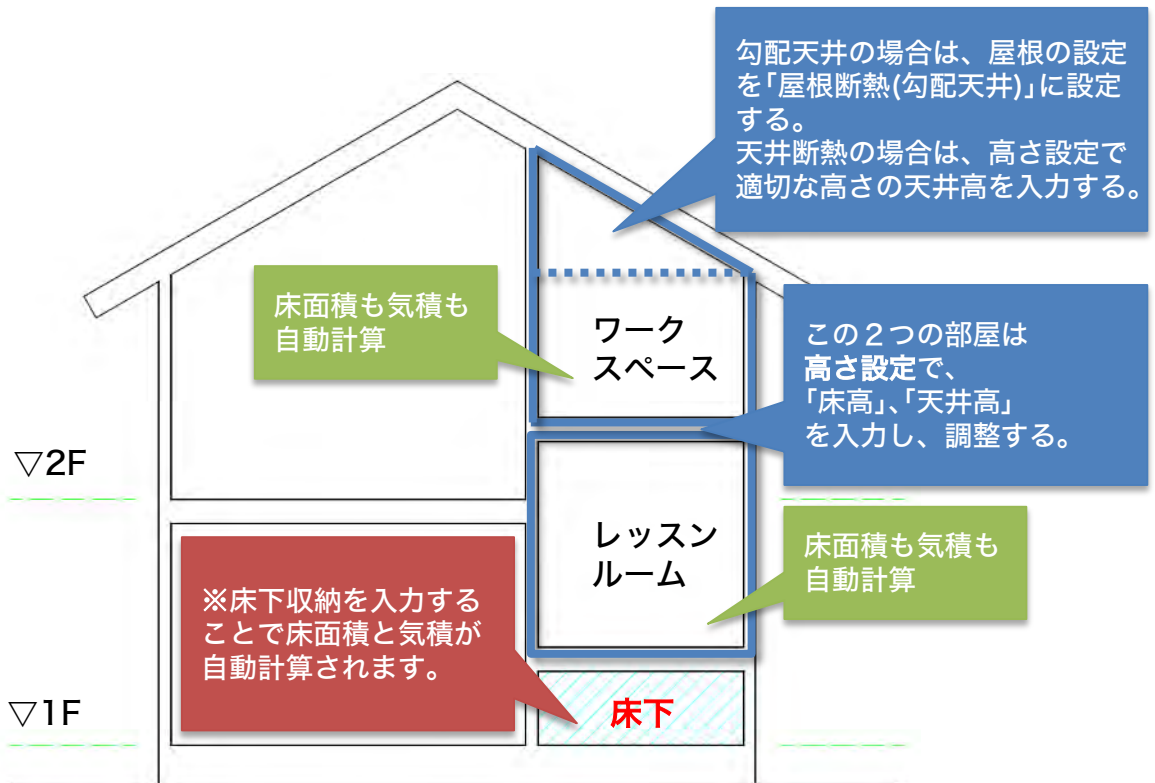 勾配天井の場合は、屋根の設定
を「屋根断熱(勾配天井)」に設定
する。
天井断熱の場合は、高さ設定で
適切な高さの天井高を入力する。
床面積も気積も
自動計算
ワーク
スペース
この２つの部屋は
高さ設定で、
「床高」、「天井高」
を入力し、調整する。
▽2F
レッスン
ルーム
床面積も気積も
自動計算
※床下収納を入力する
ことで床面積と気積が
自動計算されます。
▽1F
床下